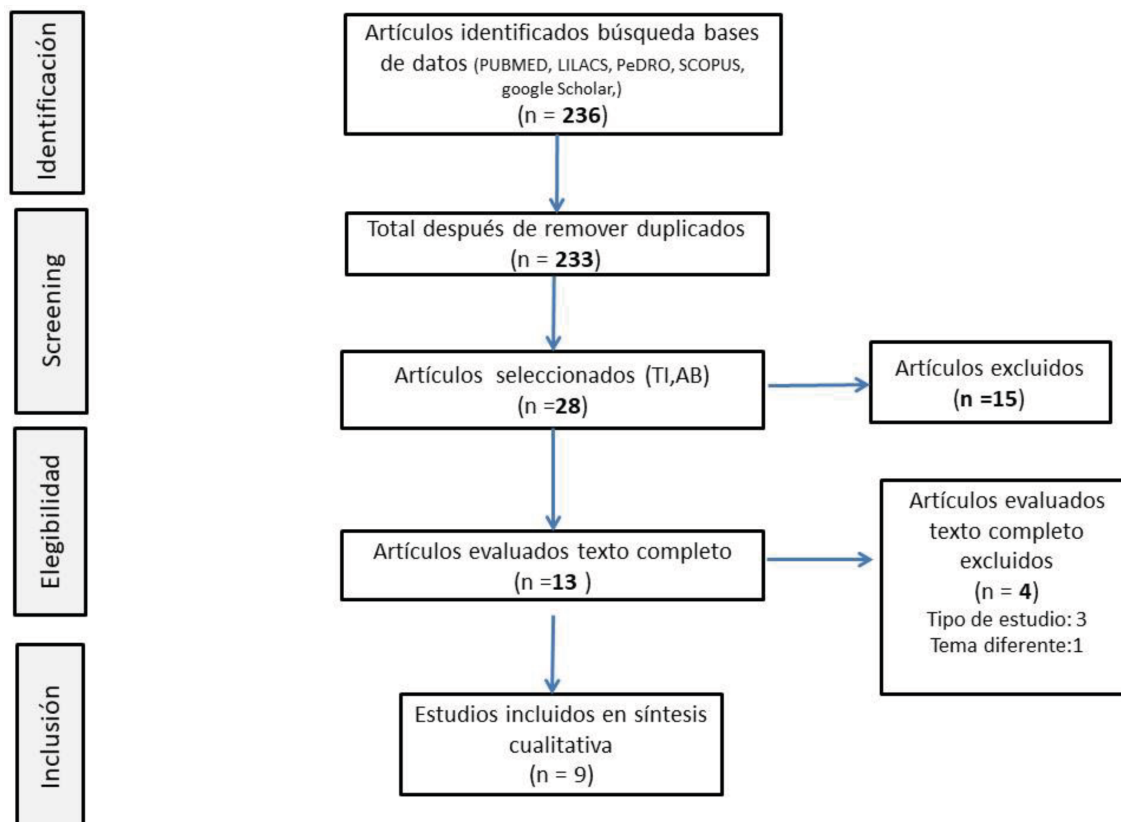 Identificación
Artículos identificados búsqueda bases
de datos (PUBMED, LILACS, PeDRO, SCOPUS,
google Scholar,)
(n = 236)
Screening
Total después de remover duplicados
(n = 233)
Artículos seleccionados (TI,AB)
(n =28)
Artículos excluidos
(n =15)
Elegibilidad
Artículos evaluados texto completo
(n =13 )
Artículos evaluados
texto completo
excluidos
(n = 4)
Tipo de estudio: 3
Tema diferente:1
Inclusión
Estudios incluidos en síntesis
cualitativa
(n = 9)